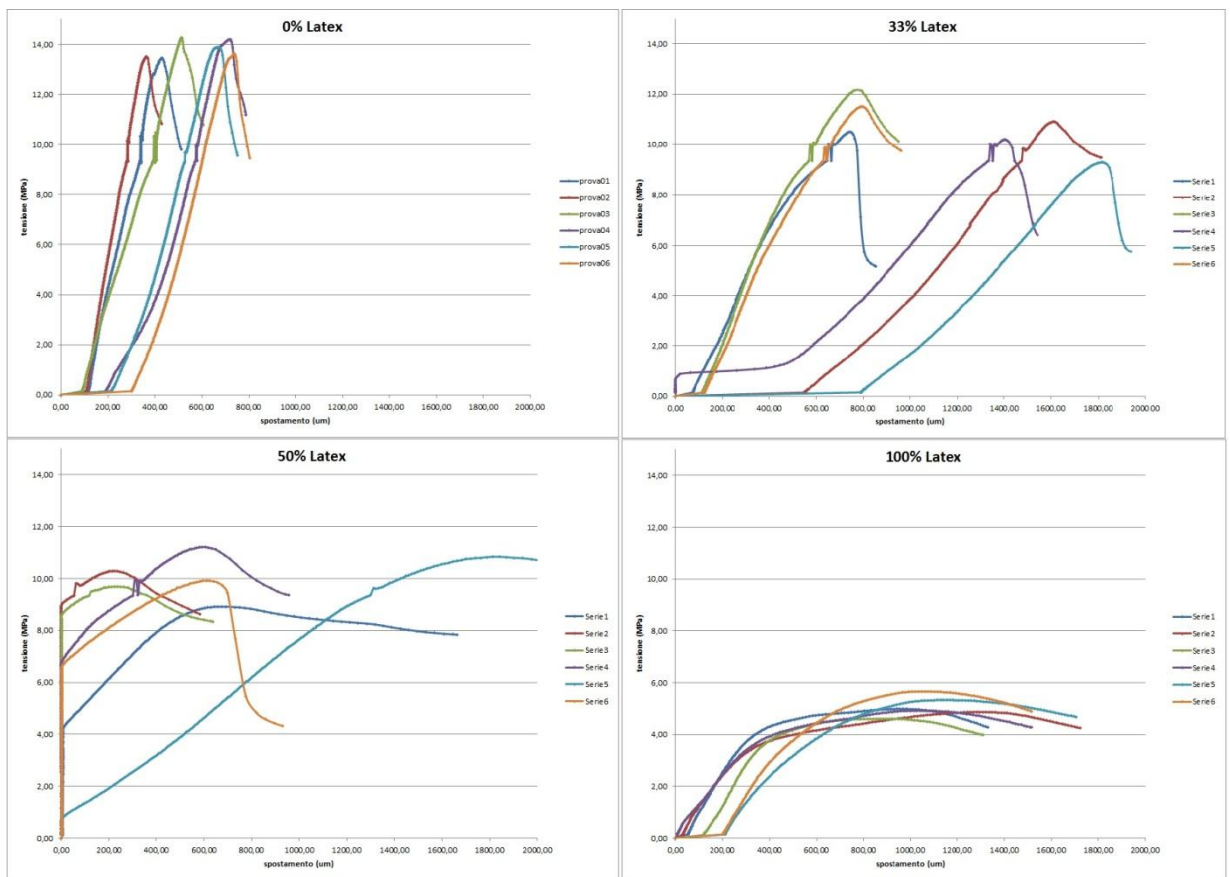 0% Latex
14,00
12,00
10,00
8,00
6,00
4,00
2,00
0,00
tensione (MPa)
0,00 200,00 400,00 600,00 800,00 1000,00 1200,00 1400,00 1600,00 1800,00 2000,00
spostamento (um)
prova01
prova02
prova03
prova04
prova05
prova06
33% Latex
14,00
12,00
10,00
8,00
6,00
4,00
2,00
0,00
tensione (MPa)
0,00 200,00 400,00 600,00 800,00 1000,00 1200,00 1400,00 1600,00 1800,00 2000,00
spostamento (um)
Serie1
Serie2
Serie3
Serie4
Serie5
Serie6
50% Latex
14,00
12,00
10,00
8,00
6,00
4,00
2,00
0,00
tensione (MPa)
0,00 200,00 400,00 600,00 800,00 1000,00 1200,00 1400,00 1600,00 1800,00 2000,00
spostamento (um)
Serie1
Serie2
Serie3
Serie4
Serie5
Serie6
100% Latex
14,00
12,00
10,00
8,00
6,00
4,00
2,00
0,00
tensione (MPa)
0,00 200,00 400,00 600,00 800,00 1000,00 1200,00 1400,00 1600,00 1800,00 2000,00
spostamento (um)
Serie1
Serie2
Serie3
Serie4
Serie5
Serie6